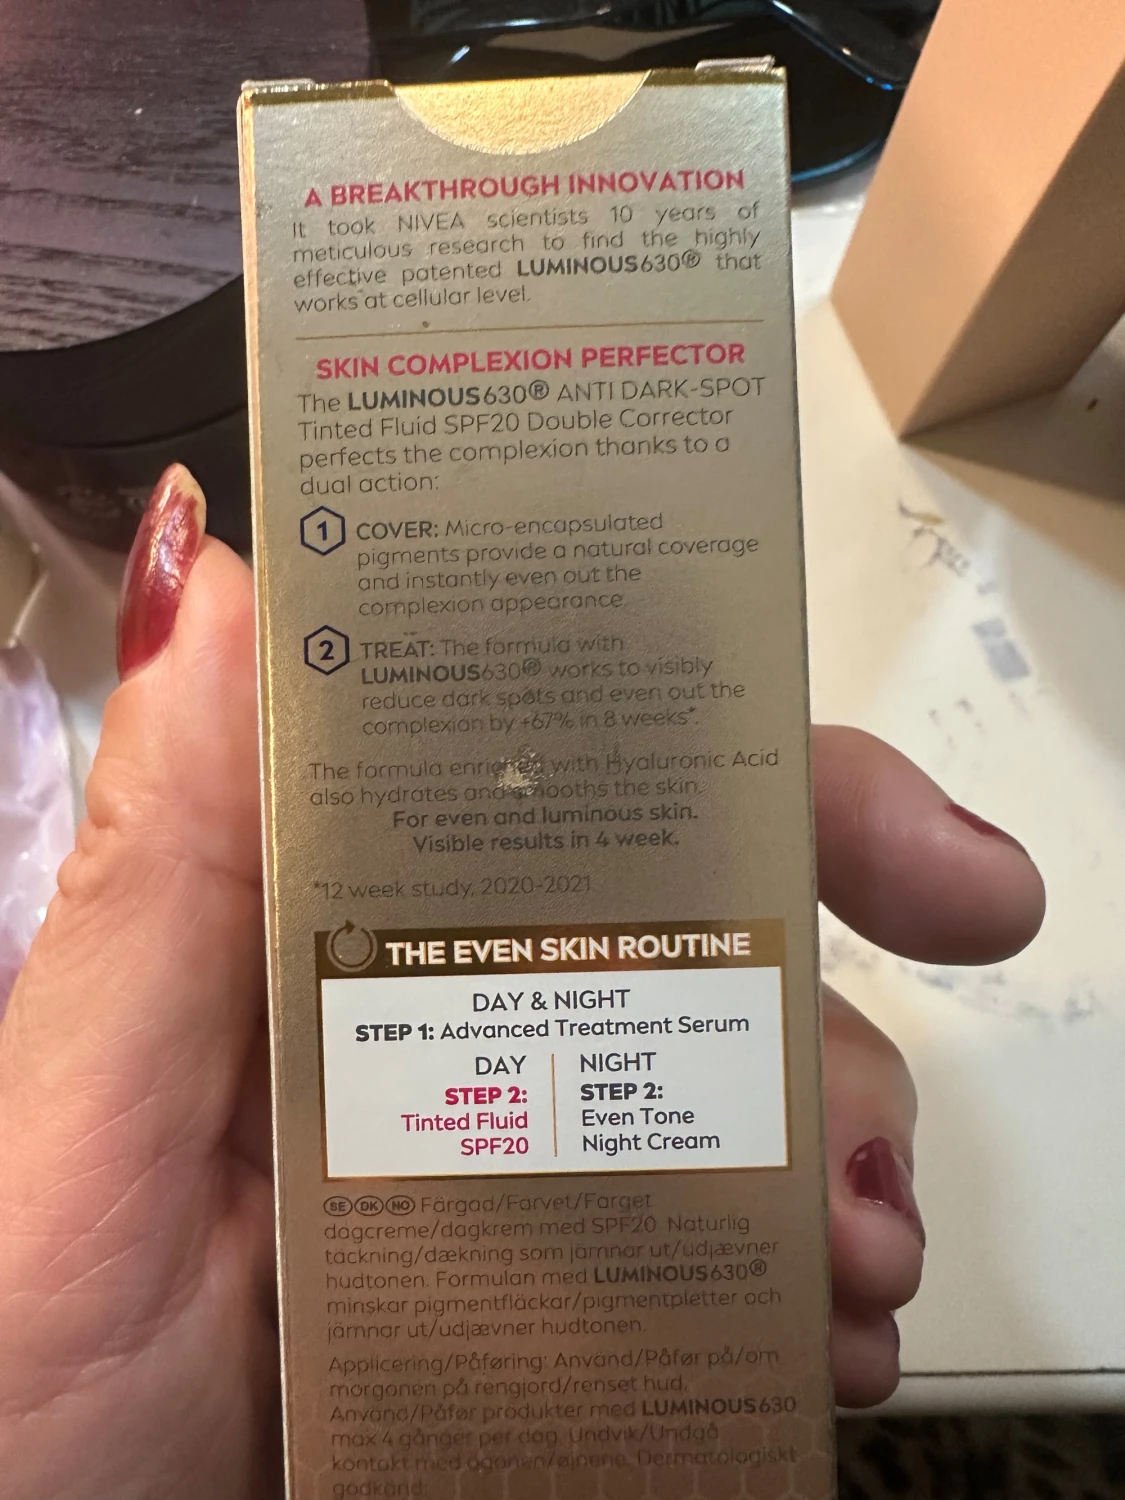 A BREAKTHROUGH INNOVATION
It took NIVEA scientists 10 years of
meticulous research to find the highly
effective patented LUMINOUS630® that
works at cellular level.
SKIN COMPLEXION PERFECTOR
The LUMINOUS630® ANTI DARK-SPOT
Tinted Fluid SPF20 Double Corrector
perfects the complexion thanks to a
dual action:
1 COVER: Micro-encapsulated
pigments provide a natural coverage
and instantly even out the
complexion appearance.
2 TREAT: The formula with
LUMINOUS630® works to visibly
reduce dark spots and even out the
complexion by +67% in 8 weeks*.
The formula enriched with Hyaluronic Acid
also hydrates and smooths the skin.
For even and luminous skin.
Visible results in 4 week.
*12 week study, 2020-2021
THE EVEN SKIN ROUTINE
DAY & NIGHT
STEP 1: Advanced Treatment Serum
DAY
STEP 2:
Tinted Fluid
SPF20
NIGHT
STEP 2:
Even Tone
Night Cream
SE DK NO Färgad/Farvet/Farget
dagcreme/dagkrem med SPF20. Naturlig
täckning/dækning som jämnar ut/udjævner
hudtonen. Formulan med LUMINOUS630®
minskar pigmentfläckar/pigmentpletter och
jämnar ut/udjævner hudtonen.
Applicering/Påføring: Använd/Påfør på/om
morgonen på rengjord/renset hud.
Använd/Påfør produkter med LUMINOUS630
max 4 gånger per dag. Undvik/Undgå
kontakt med ögonen/øjnene. Dermatologiskt
godkänd.